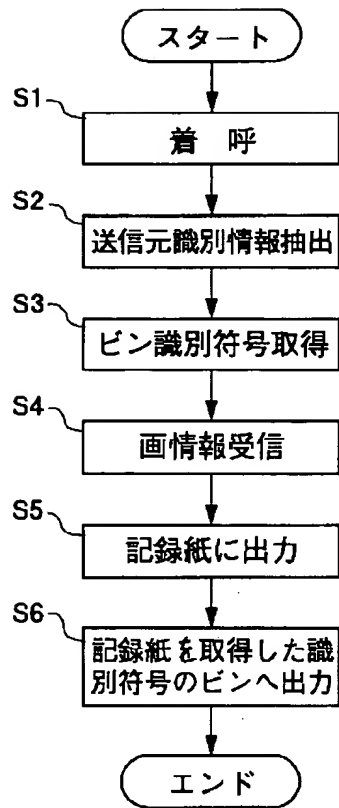 スタート
S1
着 呼
S2
送信元識別情報抽出
S3
ビン識別符号取得
S4
画情報受信
S5
記録紙に出力
S6
記録紙を取得した識
別符号のビンへ出力
エンド